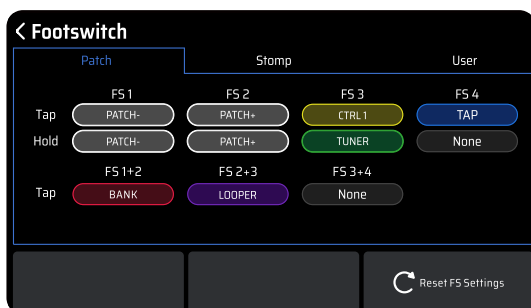 < Footswitch
Patch Stomp User
FS 1 FS 2 FS 3 FS 4
Tap PATCH- PATCH+ CTRL 1 TAP
Hold PATCH- PATCH+ TUNER None
FS 1+2 FS 2+3 FS 3+4
Tap BANK LOOPER None
Reset FS Settings